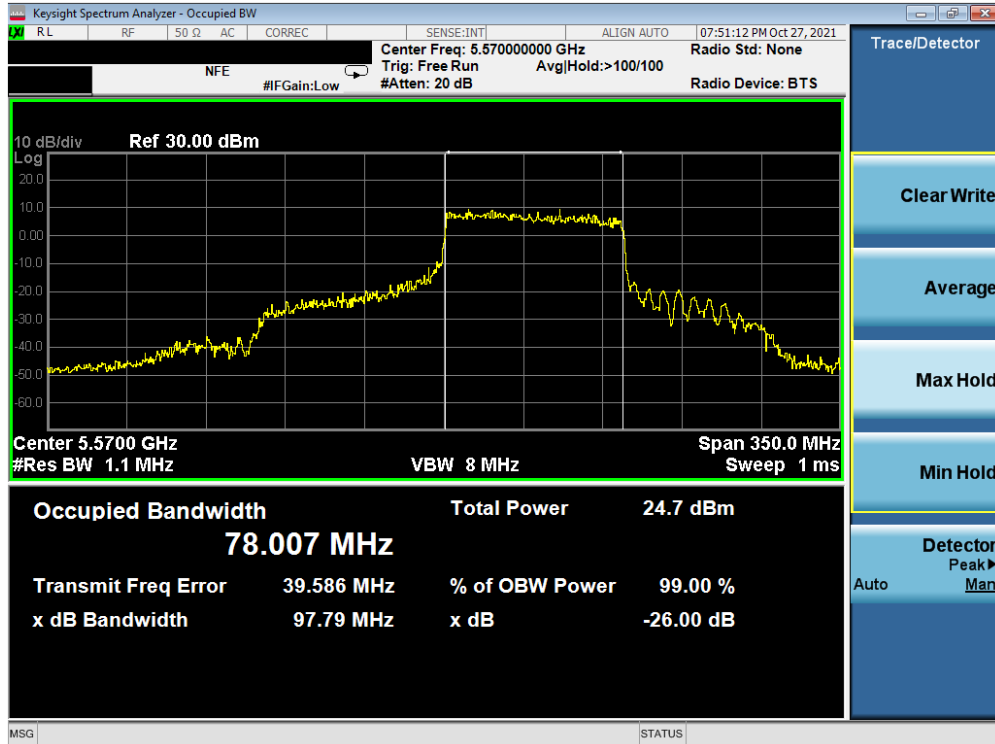 Keysight Spectrum Analyzer - Occupied BW
LXI RL RF 50 Ω AC CORREC SENSE:INT ALIGN AUTO 07:51:12 PM Oct 27, 2021
Center Freq: 5.570000000 GHz Radio Std: None
NFE Trig: Free Run Avg|Hold:>100/100
#IFGain:Low #Atten: 20 dB Radio Device: BTS
10 dB/div Ref 30.00 dBm
Log
20.0
10.0
0.00
-10.0
-20.0
-30.0
-40.0
-50.0
-60.0
Center 5.5700 GHz Span 350.0 MHz
#Res BW 1.1 MHz VBW 8 MHz Sweep 1 ms
Occupied Bandwidth Total Power 24.7 dBm
78.007 MHz
Transmit Freq Error 39.586 MHz % of OBW Power 99.00 %
x dB Bandwidth 97.79 MHz x dB -26.00 dB
MSG STATUS
Trace/Detector
Clear Write
Average
Max Hold
Min Hold
Detector
Peak▶
Auto Man